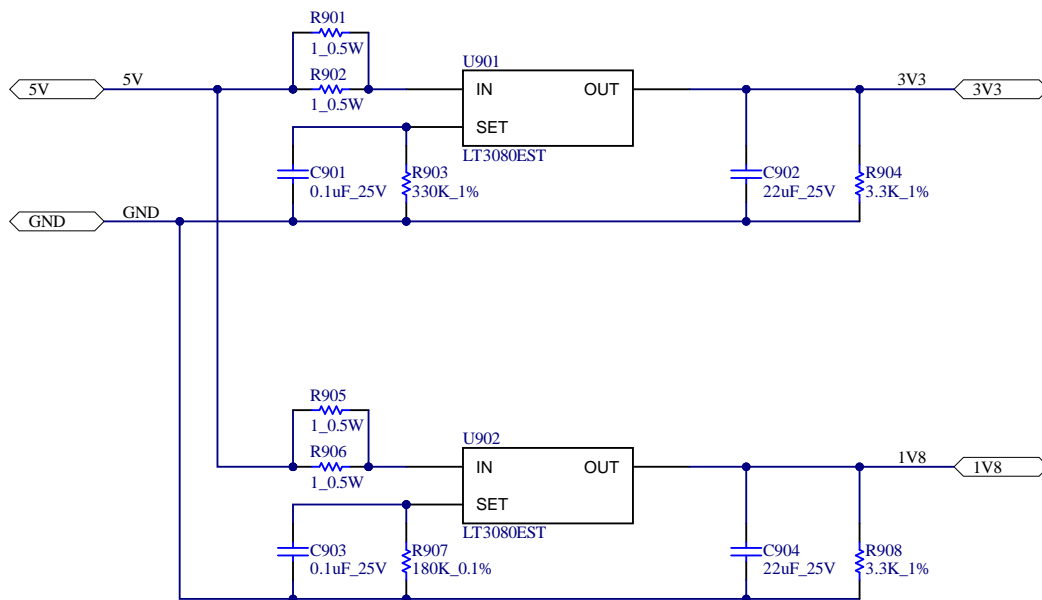 R901
1_0.5W
U901
5V
5V
R902
IN
OUT
3V3
3V3
1_0.5W
SET
LT3080EST
C901
0.1uF_25V
R903
330K_1%
C902
22uF_25V
R904
3.3K_1%
GND
GND
R905
1_0.5W
U902
R906
IN
OUT
1V8
1V8
1_0.5W
SET
LT3080EST
C903
0.1uF_25V
R907
180K_0.1%
C904
22uF_25V
R908
3.3K_1%